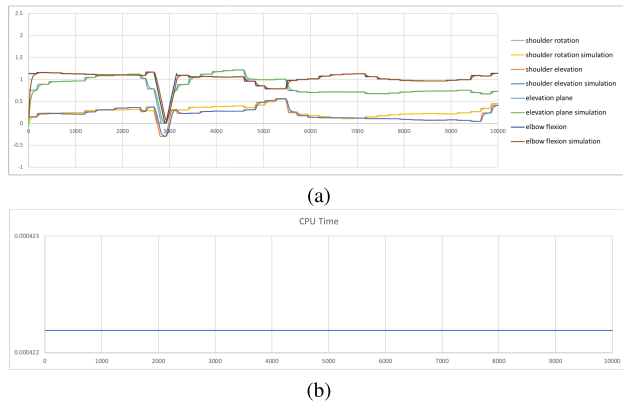 2.5
2
1.5
1
0.5
0
-0.5
-1
0 1000 2000 3000 4000 5000 6000 7000 8000 9000 10000
shoulder rotation
shoulder rotation simulation
shoulder elevation
shoulder elevation simulation
elevation plane
elevation plane simulation
elbow flexion
elbow flexion simulation
(a)
CPU Time
0.000423
0.000422
0 1000 2000 3000 4000 5000 6000 7000 8000 9000 10000
(b)